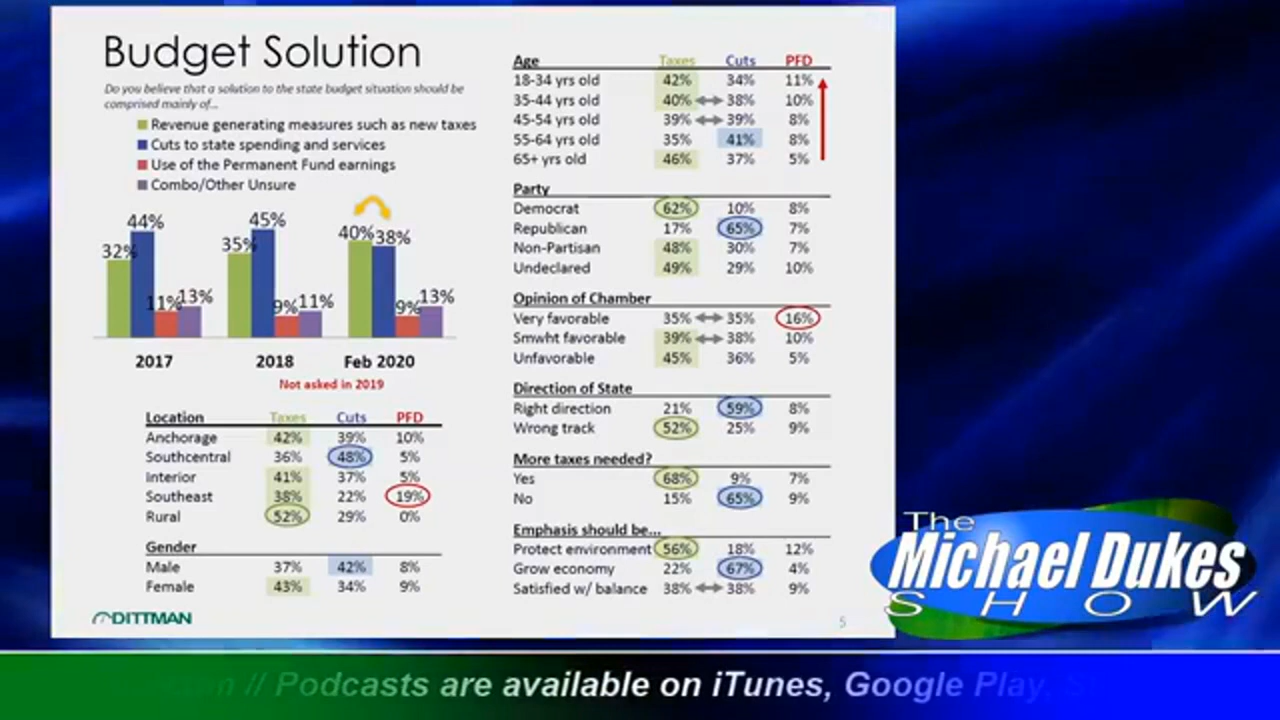 Budget Solution
Do you believe that a solution to the state budget situation should be
comprised mainly of...
Revenue generating measures such as new taxes
Cuts to state spending and services
Use of the Permanent Fund earnings
Combo/Other Unsure
32% 44% 11% 13%
35% 45% 9% 11%
40% 38% 9% 13%
2017 2018 Feb 2020
Not asked in 2019
Location Taxes Cuts PFD
Anchorage 42% 39% 10%
Southcentral 36% 48% 5%
Interior 41% 37% 5%
Southeast 38% 22% 19%
Rural 52% 29% 0%
Gender
Male 37% 42% 8%
Female 43% 34% 9%
DITTMAN
Age Taxes Cuts PFD
18-34 yrs old 42% 34% 11%
35-44 yrs old 40% 38% 10%
45-54 yrs old 39% 39% 8%
55-64 yrs old 35% 41% 8%
65+ yrs old 46% 37% 5%
Party
Democrat 62% 10% 8%
Republican 17% 65% 7%
Non-Partisan 48% 30% 7%
Undeclared 49% 29% 10%
Opinion of Chamber
Very favorable 35% 35% 16%
Smwht favorable 39% 38% 10%
Unfavorable 45% 36% 5%
Direction of State
Right direction 21% 59% 8%
Wrong track 52% 25% 9%
More taxes needed?
Yes 68% 9% 7%
No 15% 65% 9%
Emphasis should be...
Protect environment 56% 18% 12%
Grow economy 22% 67% 4%
Satisfied w/ balance 38% 38% 9%
5
The
Michael Dukes
SHOW
// Podcasts are available on iTunes, Google Play,